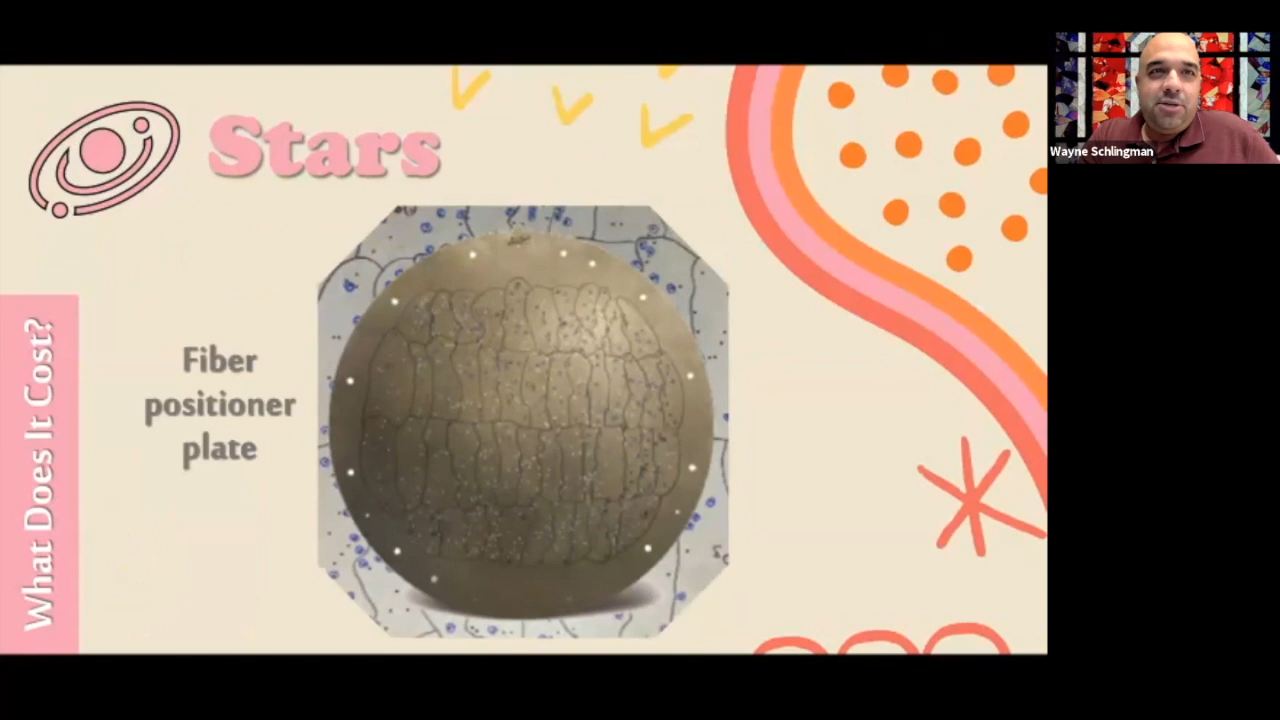 Stars
What Does It Cost?
Fiber
positioner
plate
Wayne Schlingman